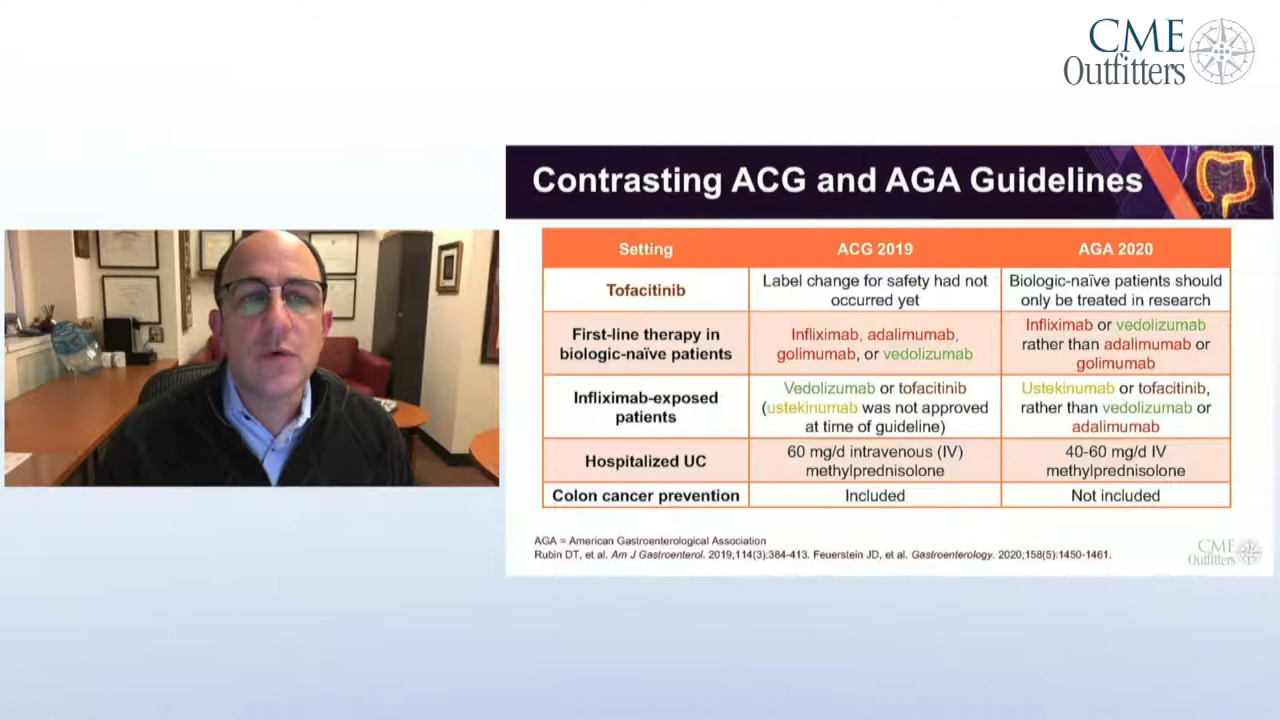 CME
Outfitters
Contrasting ACG and AGA Guidelines
Setting
ACG 2019
AGA 2020
Tofacitinib
Label change for safety had not
occurred yet
Biologic-naïve patients should
only be treated in research
First-line therapy in
biologic-naïve patients
Infliximab, adalimumab,
golimumab, or vedolizumab
Infliximab or vedolizumab
rather than adalimumab or
golimumab
Infliximab-exposed
patients
Vedolizumab or tofacitinib
(ustekinumab was not approved
at time of guideline)
Ustekinumab or tofacitinib,
rather than vedolizumab or
adalimumab
Hospitalized UC
60 mg/d intravenous (IV)
methylprednisolone
40-60 mg/d IV
methylprednisolone
Colon cancer prevention
Included
Not included
AGA = American Gastroenterological Association
Rubin DT, et al. Am J Gastroenterol. 2019;114(3):384-413. Feuerstein JD, et al. Gastroenterology. 2020;158(5):1450-1461.
CME
Outfitters